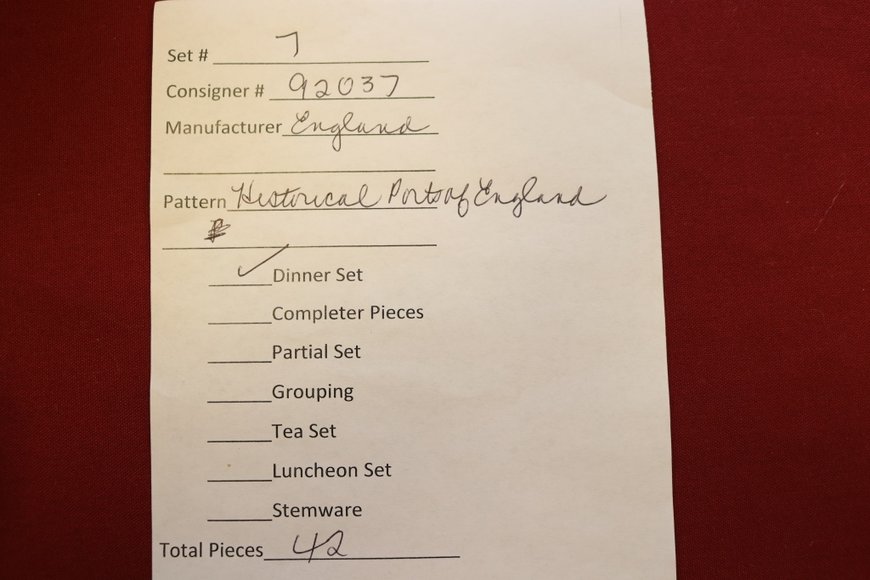 Set # 7
Consigner # 92037
Manufacturer England
Pattern Historical Ports of England
✓ Dinner Set
Completer Pieces
Partial Set
Grouping
Tea Set
Luncheon Set
Stemware
Total Pieces 42